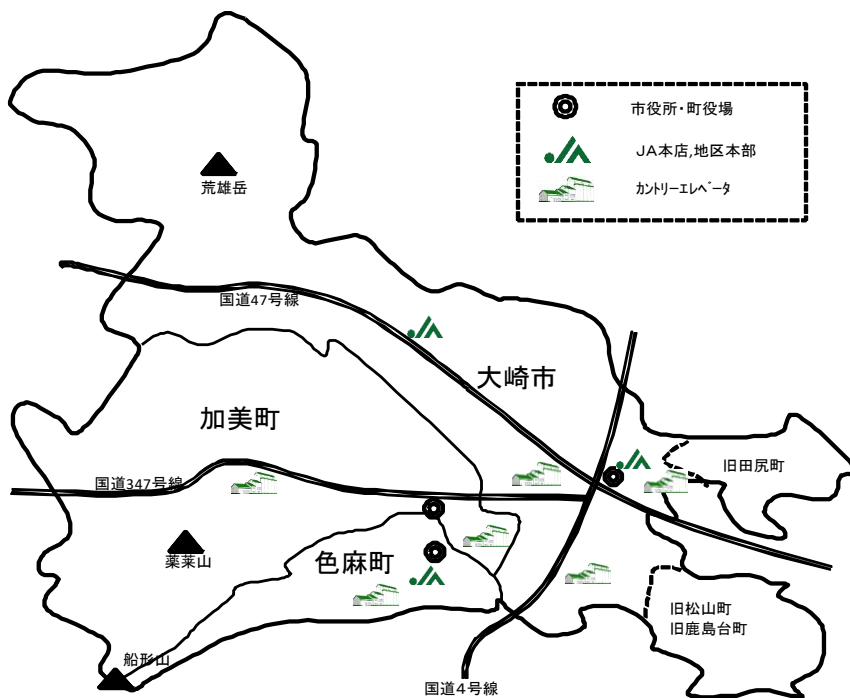 市役所・町役場
JA本店,地区本部
カントリーエレベータ
荒雄岳
国道47号線
大崎市
加美町
旧田尻町
国道347号線
薬莱山
色麻町
旧松山町
旧鹿島台町
船形山
国道4号線